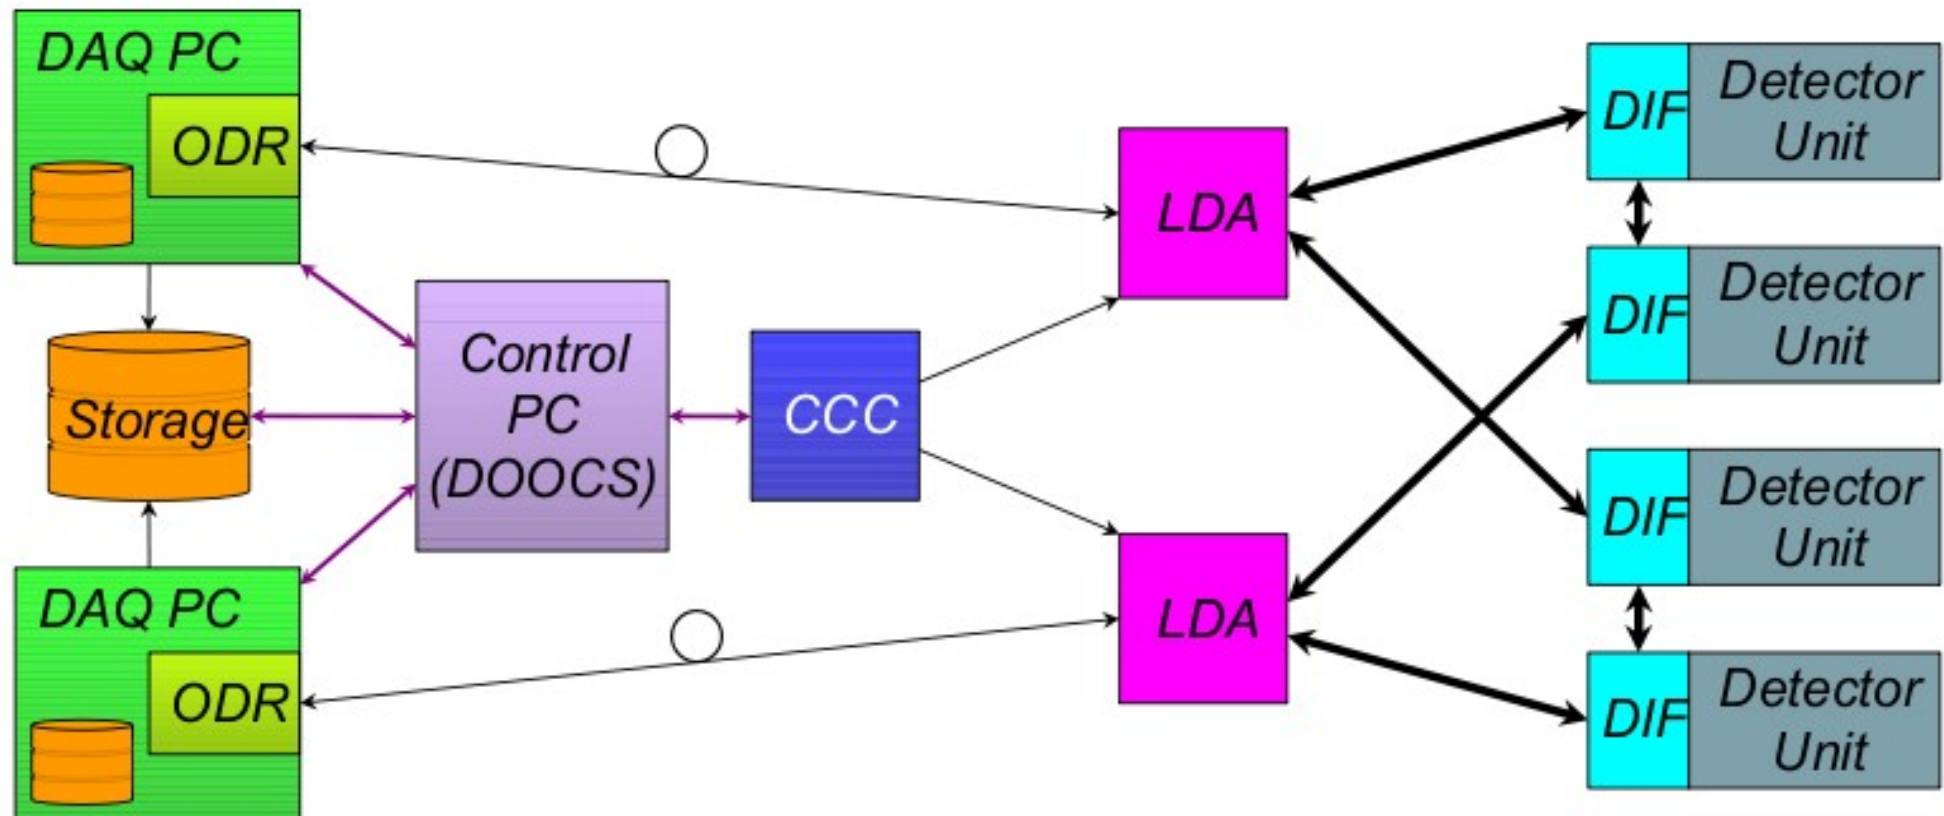 DAQ PC
ODR
Storage
DAQ PC
ODR
Control
PC
(DOOCS)
CCC
LDA
LDA
DIF
Detector
Unit
DIF
Detector
Unit
DIF
Detector
Unit
DIF
Detector
Unit